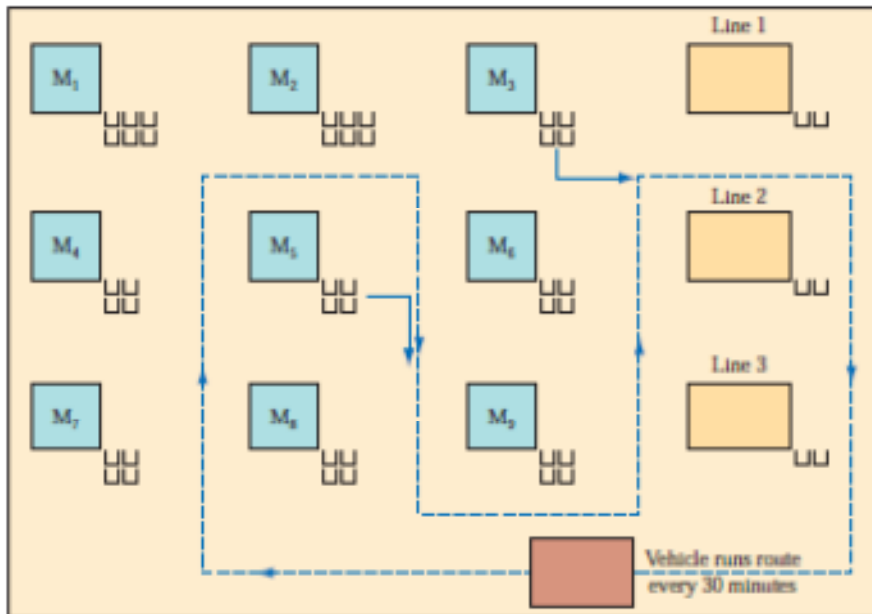 Line 1
M₁
M₂
M₃
Line 2
M₄
M₅
M₆
Line 3
M₇
M₈
M₉
Vehicle runs route
every 30 minutes